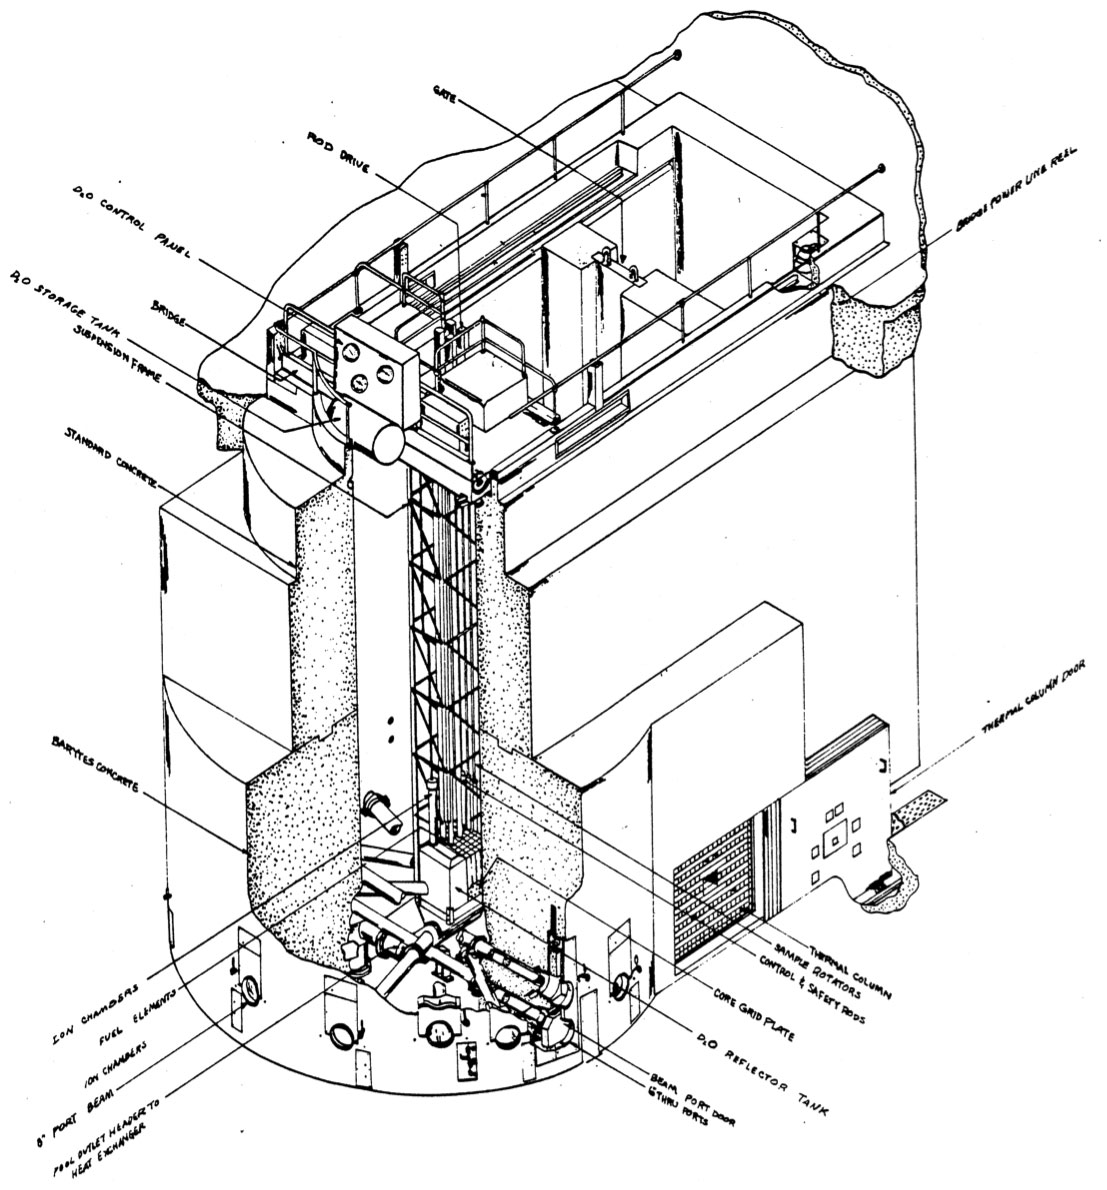 GATE
ROD DRIVE
D₂O CONTROL PANEL
D₂O STORAGE TANK
BRIDGE
SUSPENSION FRAME
STANDARD CONCRETE
BARYTES CONCRETE
BRIDGE POWER LINE REEL
THERMAL COLUMN DOOR
ION CHAMBERS
FUEL ELEMENTS
ION CHAMBERS
8" PORT BEAM
POOL OUTLET HEADER TO
HEAT EXCHANGER
THERMAL COLUMN
SAMPLE ROTATORS
CONTROL & SAFETY RODS
CORE GRID PLATE
D₂O REFLECTOR TANK
BEAM PORT DOOR
6 THRU PORTS